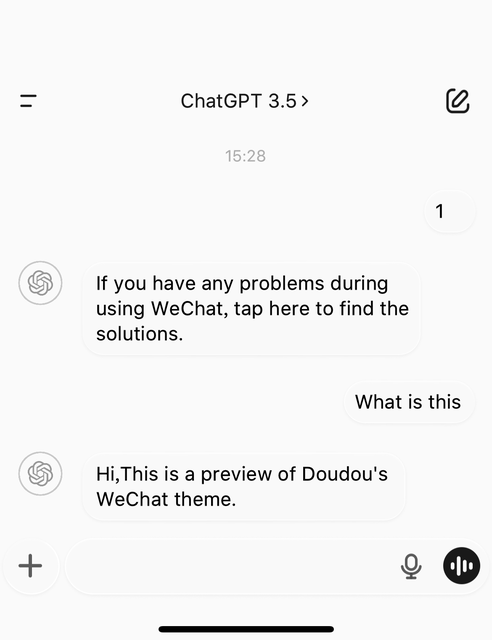 ChatGPT 3.5
15:28
1
If you have any problems during
using WeChat, tap here to find the
solutions.
What is this
Hi,This is a preview of Doudou's
WeChat theme.